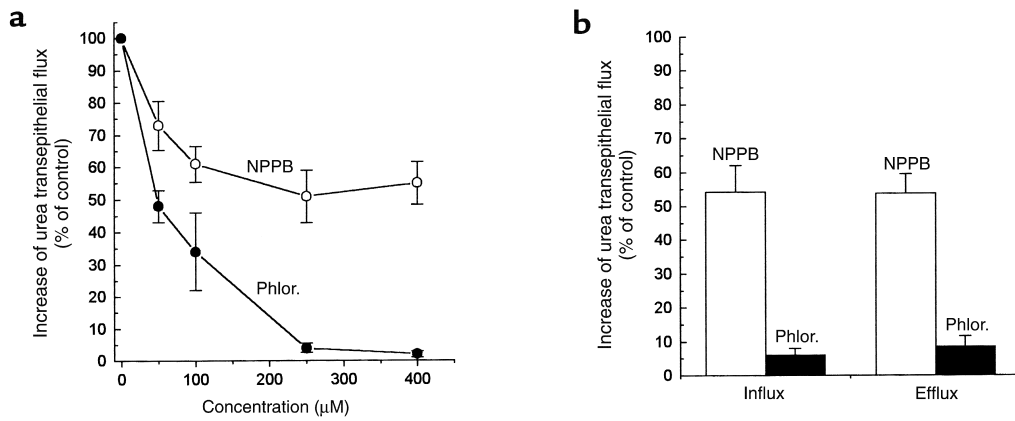 a
Increase of urea transepithelial flux
(% of control)
100
90
80
70
60
50
40
30
20
10
0
NPPB
Phlor.
0
100
200
300
400
Concentration (μM)
b
Increase of urea transepithelial flux
(% of control)
100
90
80
70
60
50
40
30
20
10
0
NPPB
Phlor.
NPPB
Phlor.
Influx
Efflux